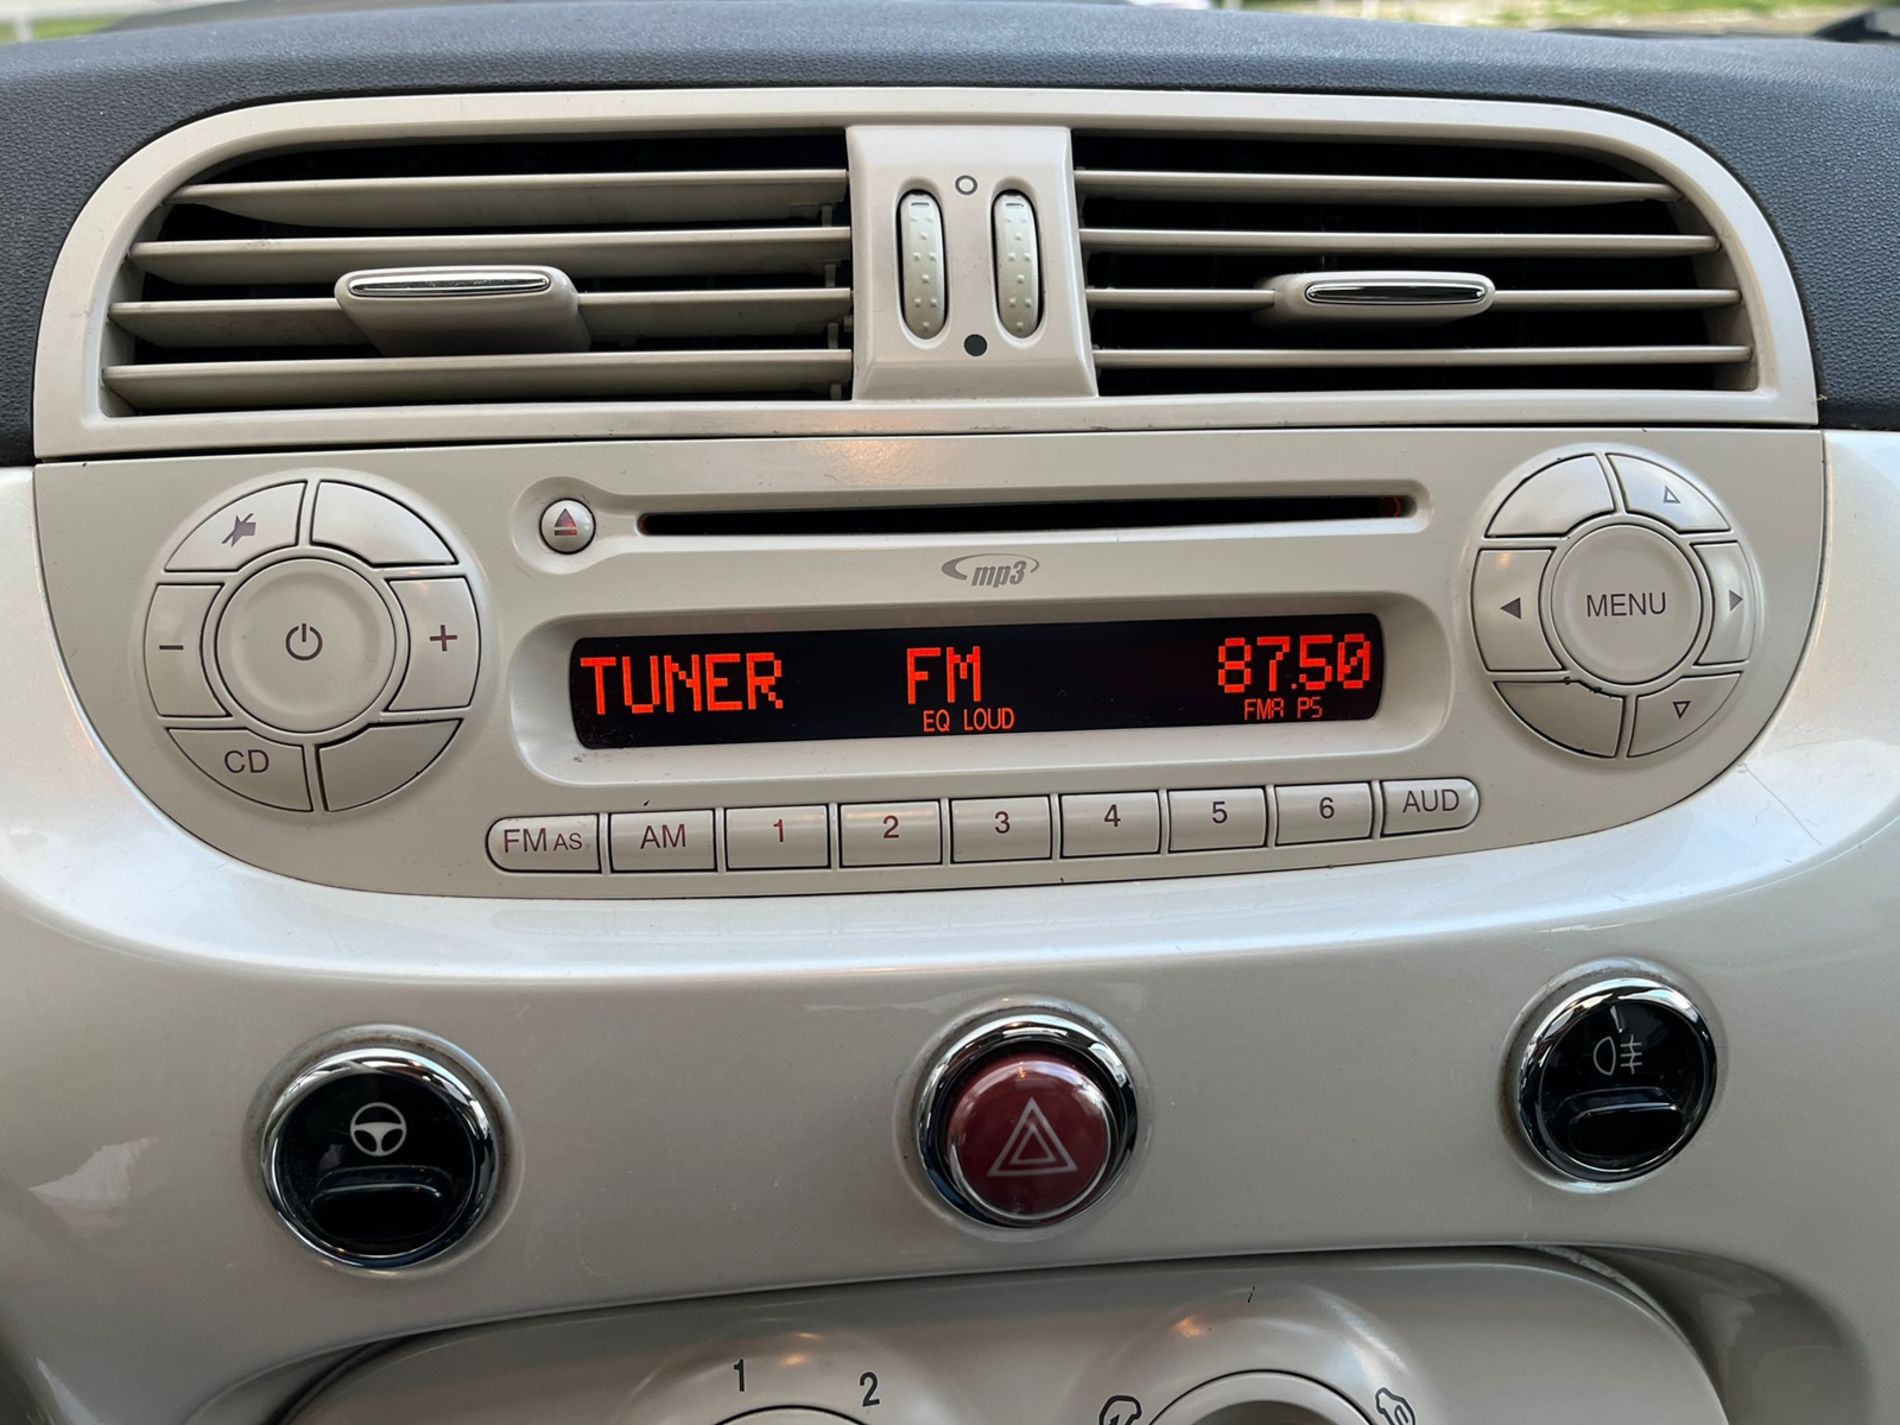 mp3
TUNER FM 87.50
EQ LOUD FMA PS
MENU
CD
FM AS AM 1 2 3 4 5 6 AUD
1 2